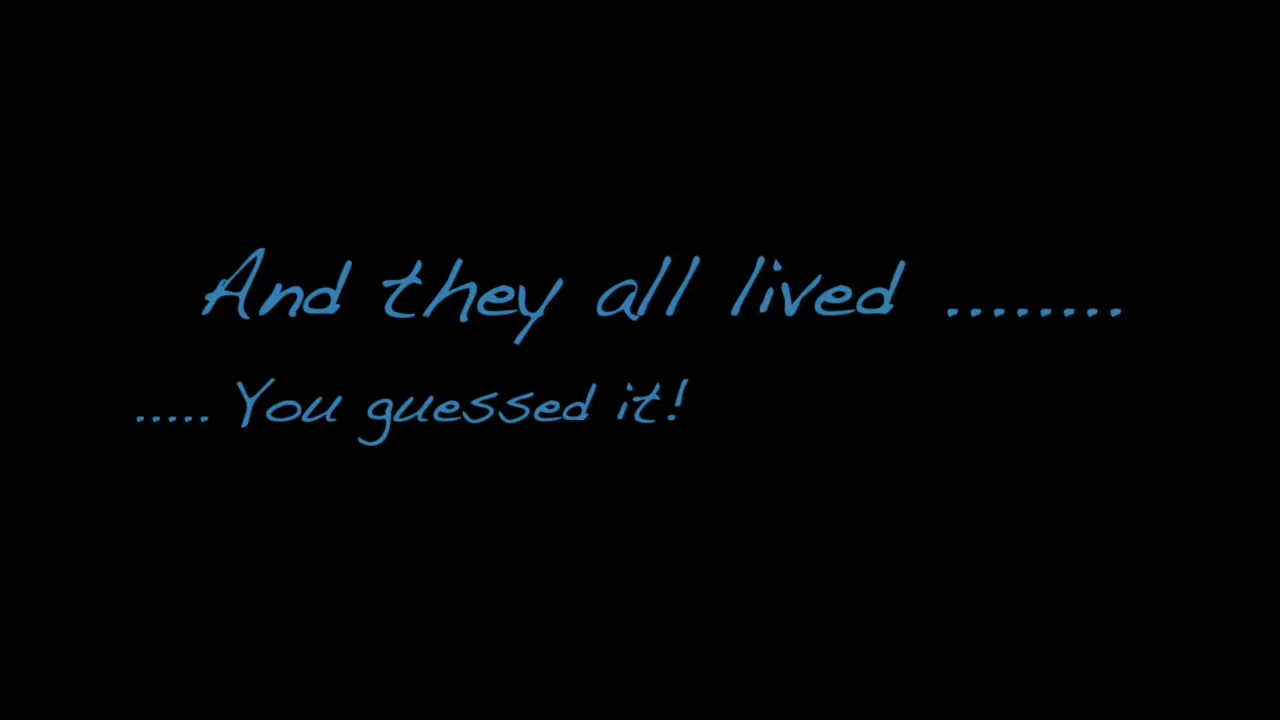 And they all lived ........
..... You guessed it!